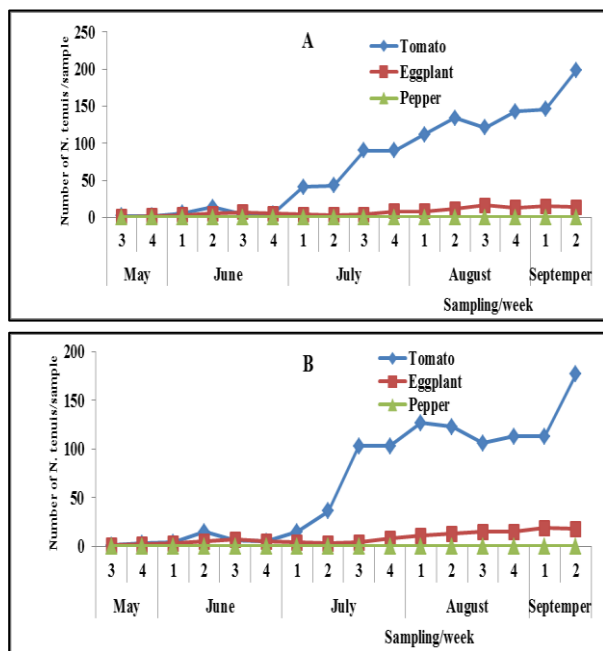 A
Tomato
Eggplant
Pepper
Number of N. tenuis /sample
250
200
150
100
50
0
3 4 1 2 3 4 1 2 3 4 1 2 3 4 1 2
May June July August Septemper
Sampling/week
B
Tomato
Eggplant
Pepper
Number of N. tenuis/sample
200
150
100
50
0
3 4 1 2 3 4 1 2 3 4 1 2 3 4 1 2
May June July August Septemper
Sampling/week